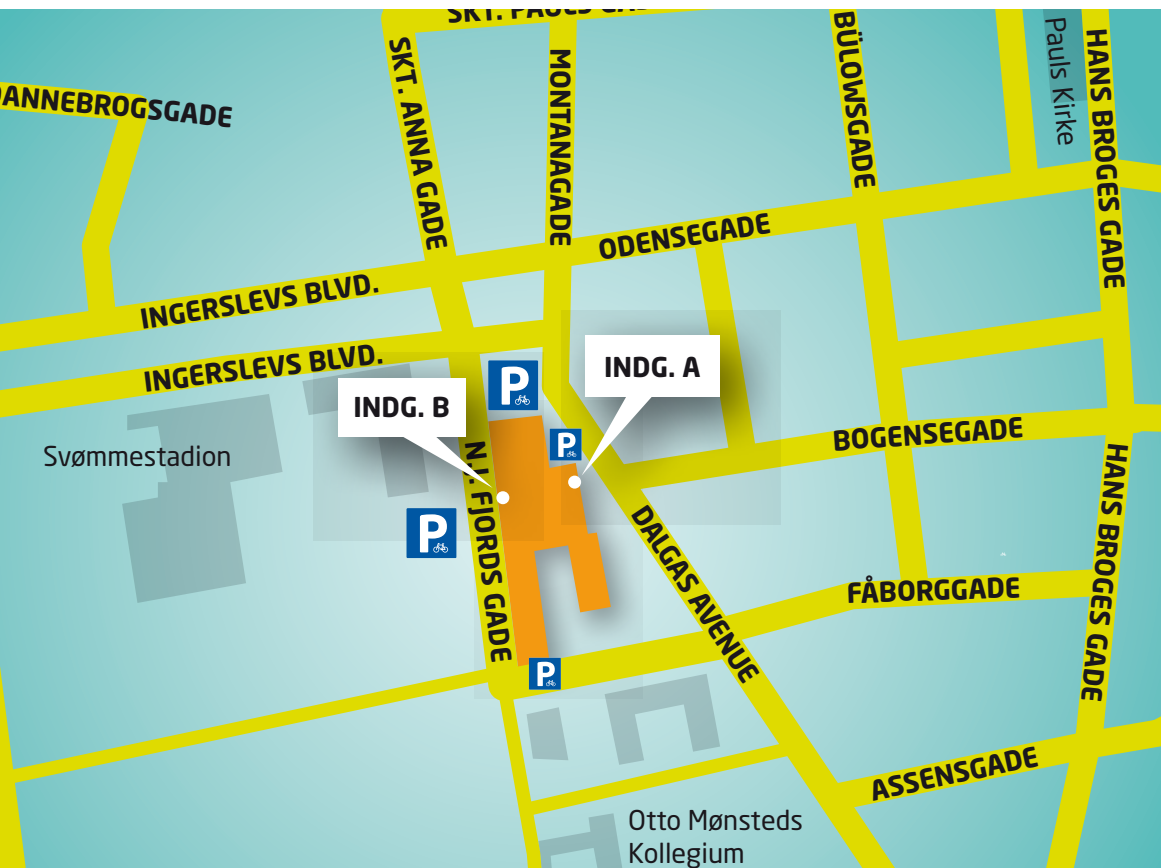 SKT. PAULS GA
BÜLOWSGADE
Pauls Kirke
HANS BROGES GADE
SKT. ANNA GADE
MONTANAGADE
DANNEBROGSGADE
ODENSEGADE
INGERSLEVS BLVD.
INGERSLEVS BLVD.
INDG. A
INDG. B
P
P
P
P
BOGENSEGADE
Svømmestadion
N.J. FJORDS GADE
HANS BROGES GADE
DALGAS AVENUE
FÅBORGGADE
ASSENSGADE
Otto Mønsteds
Kollegium